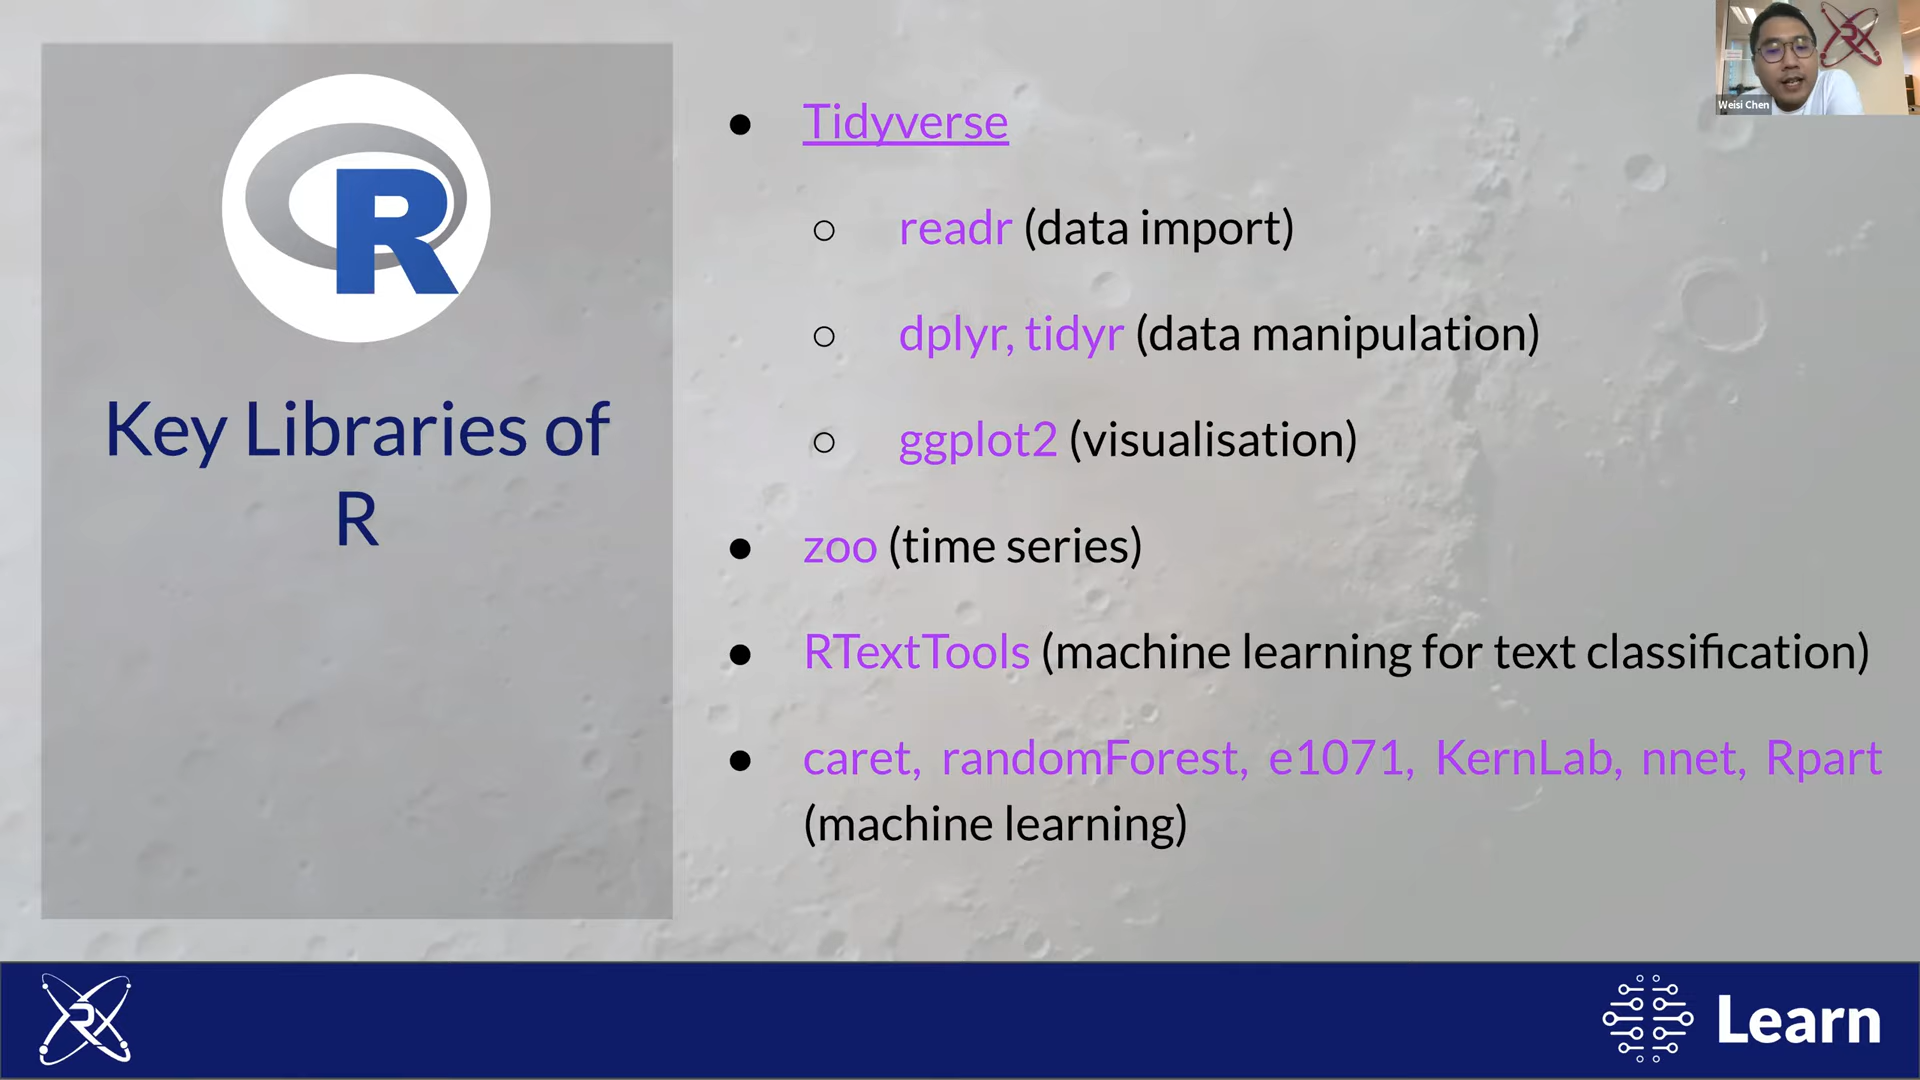 R
Key Libraries of
R
● Tidyverse
○ readr (data import)
○ dplyr, tidyr (data manipulation)
○ ggplot2 (visualisation)
● zoo (time series)
● RTextTools (machine learning for text classification)
● caret, randomForest, e1071, KernLab, nnet, Rpart
(machine learning)
Weisi Chen
R
R
Learn